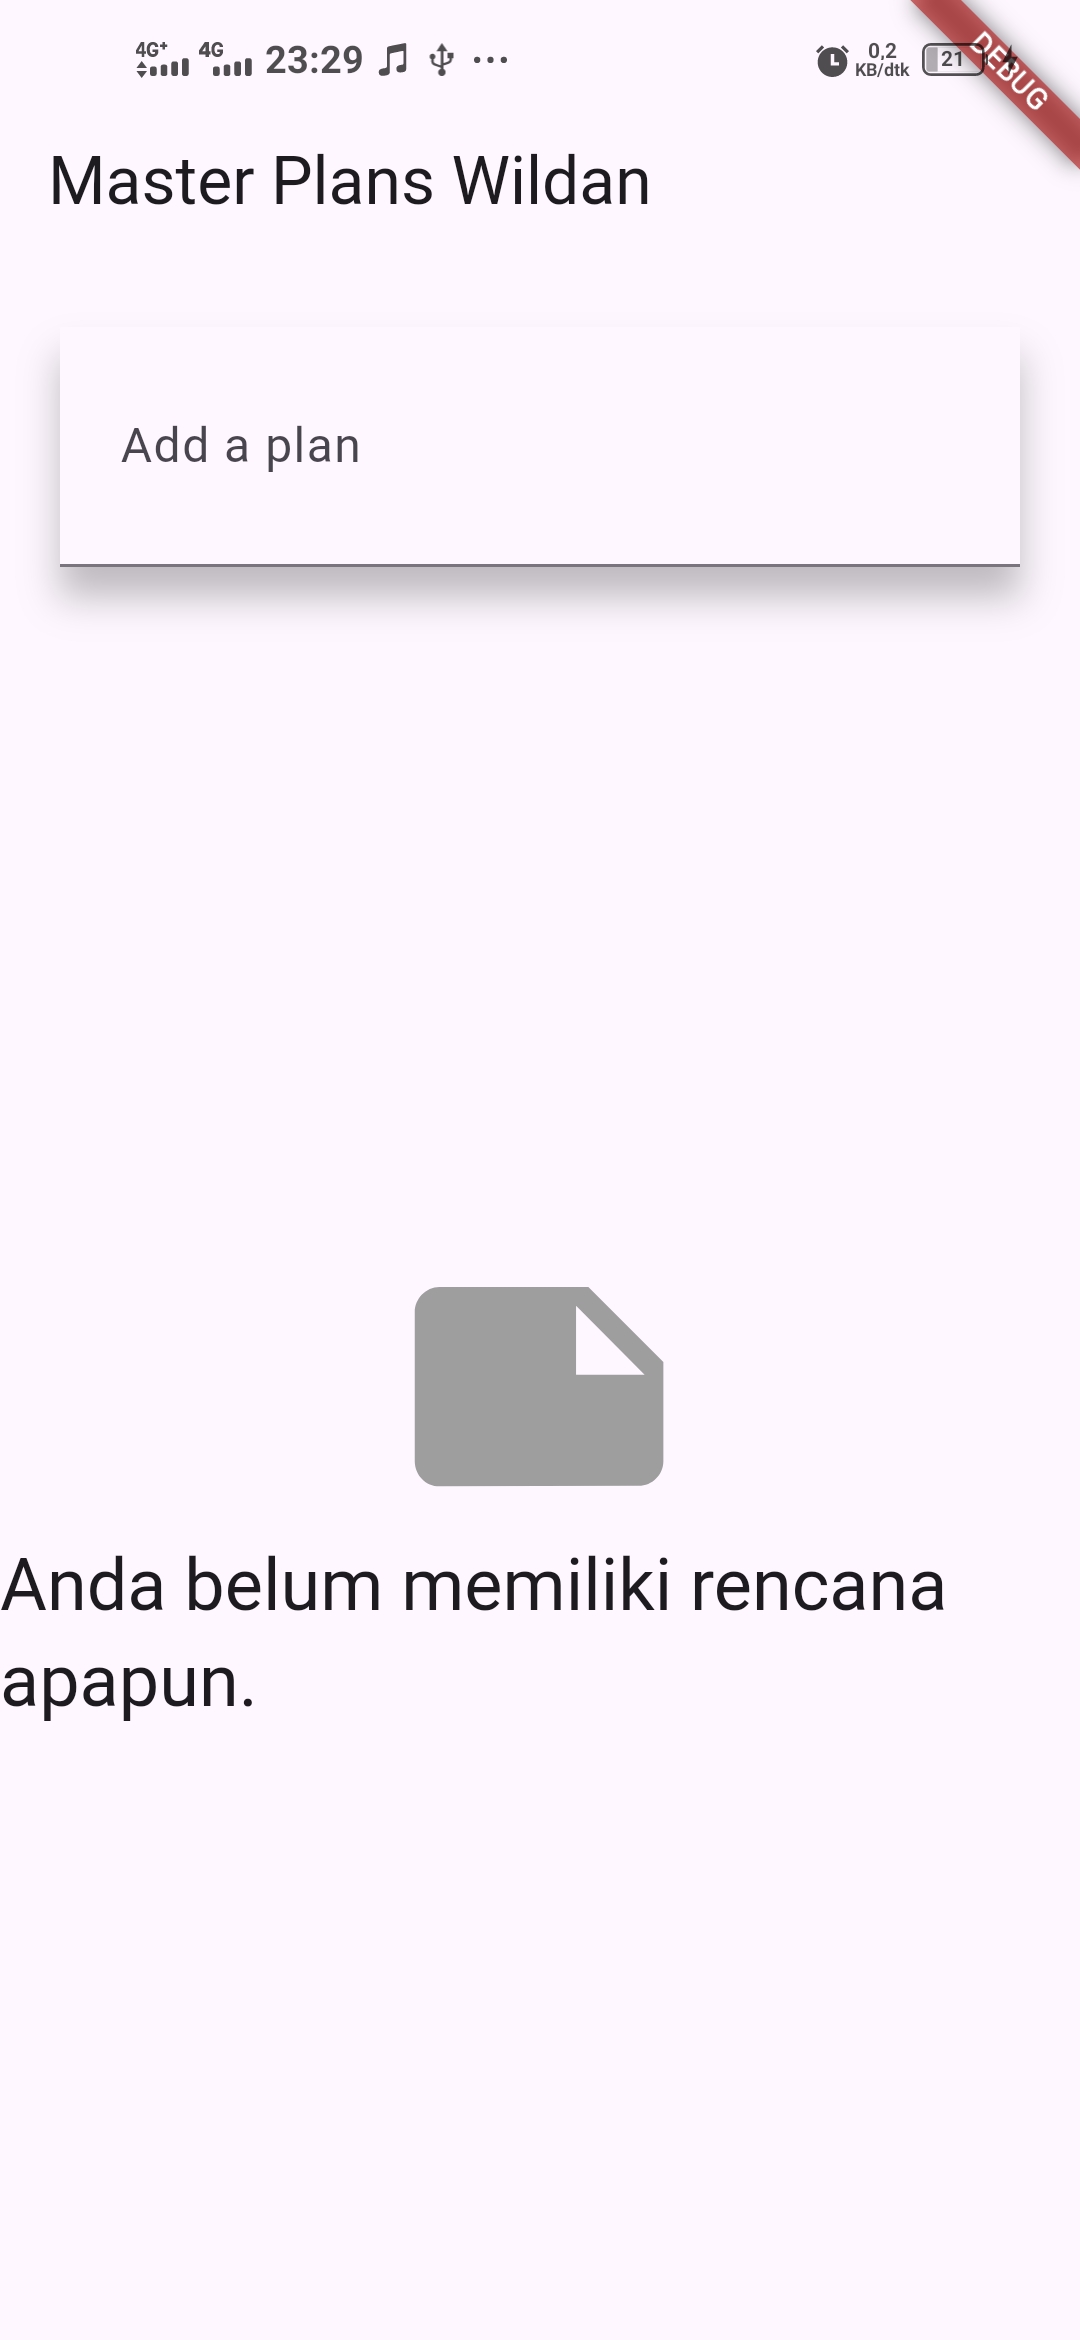 4G+ 4G 23:29 0,2 KB/dtk 21
DEBUG
Master Plans Wildan
Add a plan
Anda belum memiliki rencana
apapun.